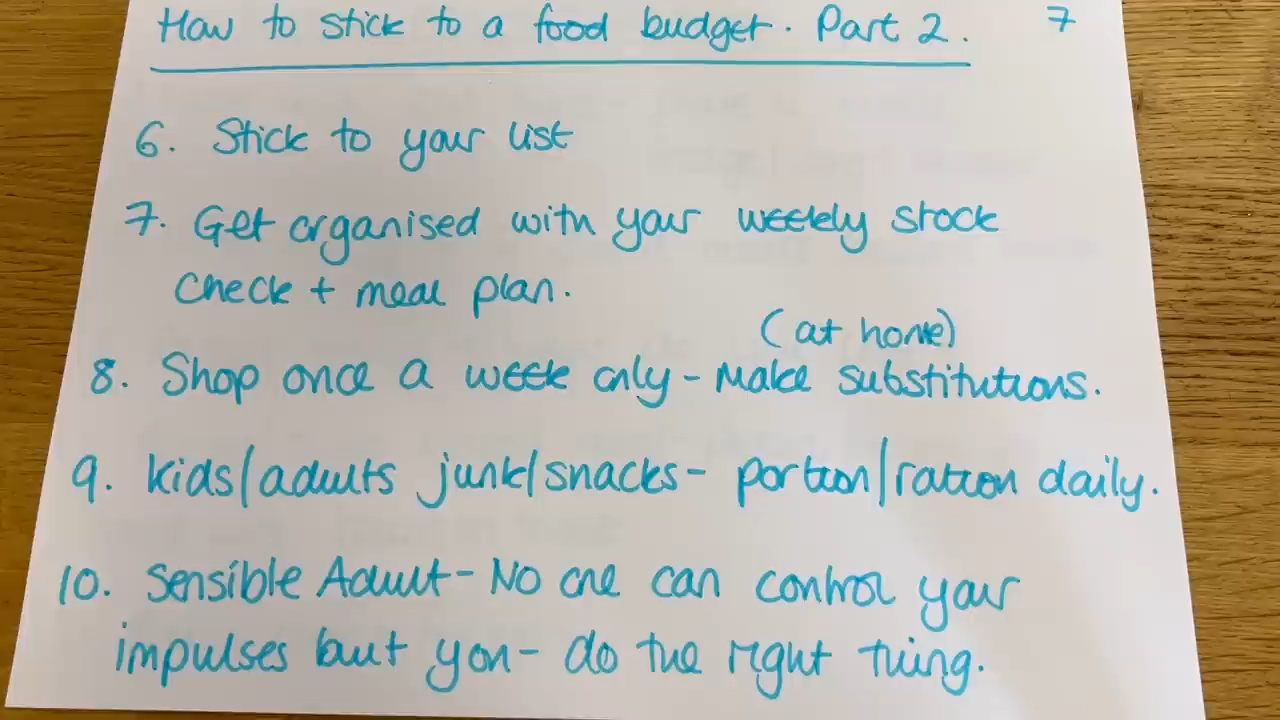 How to stick to a food budget. Part 2. 7
6. Stick to your list
7. Get organised with your weekly stock
check + meal plan.
(at home)
8. Shop once a week only - Make substitutions.
9. Kids/adults junk/snacks - portion/ration daily.
10. Sensible Adult - No one can control your
impulses but you - do the right thing.